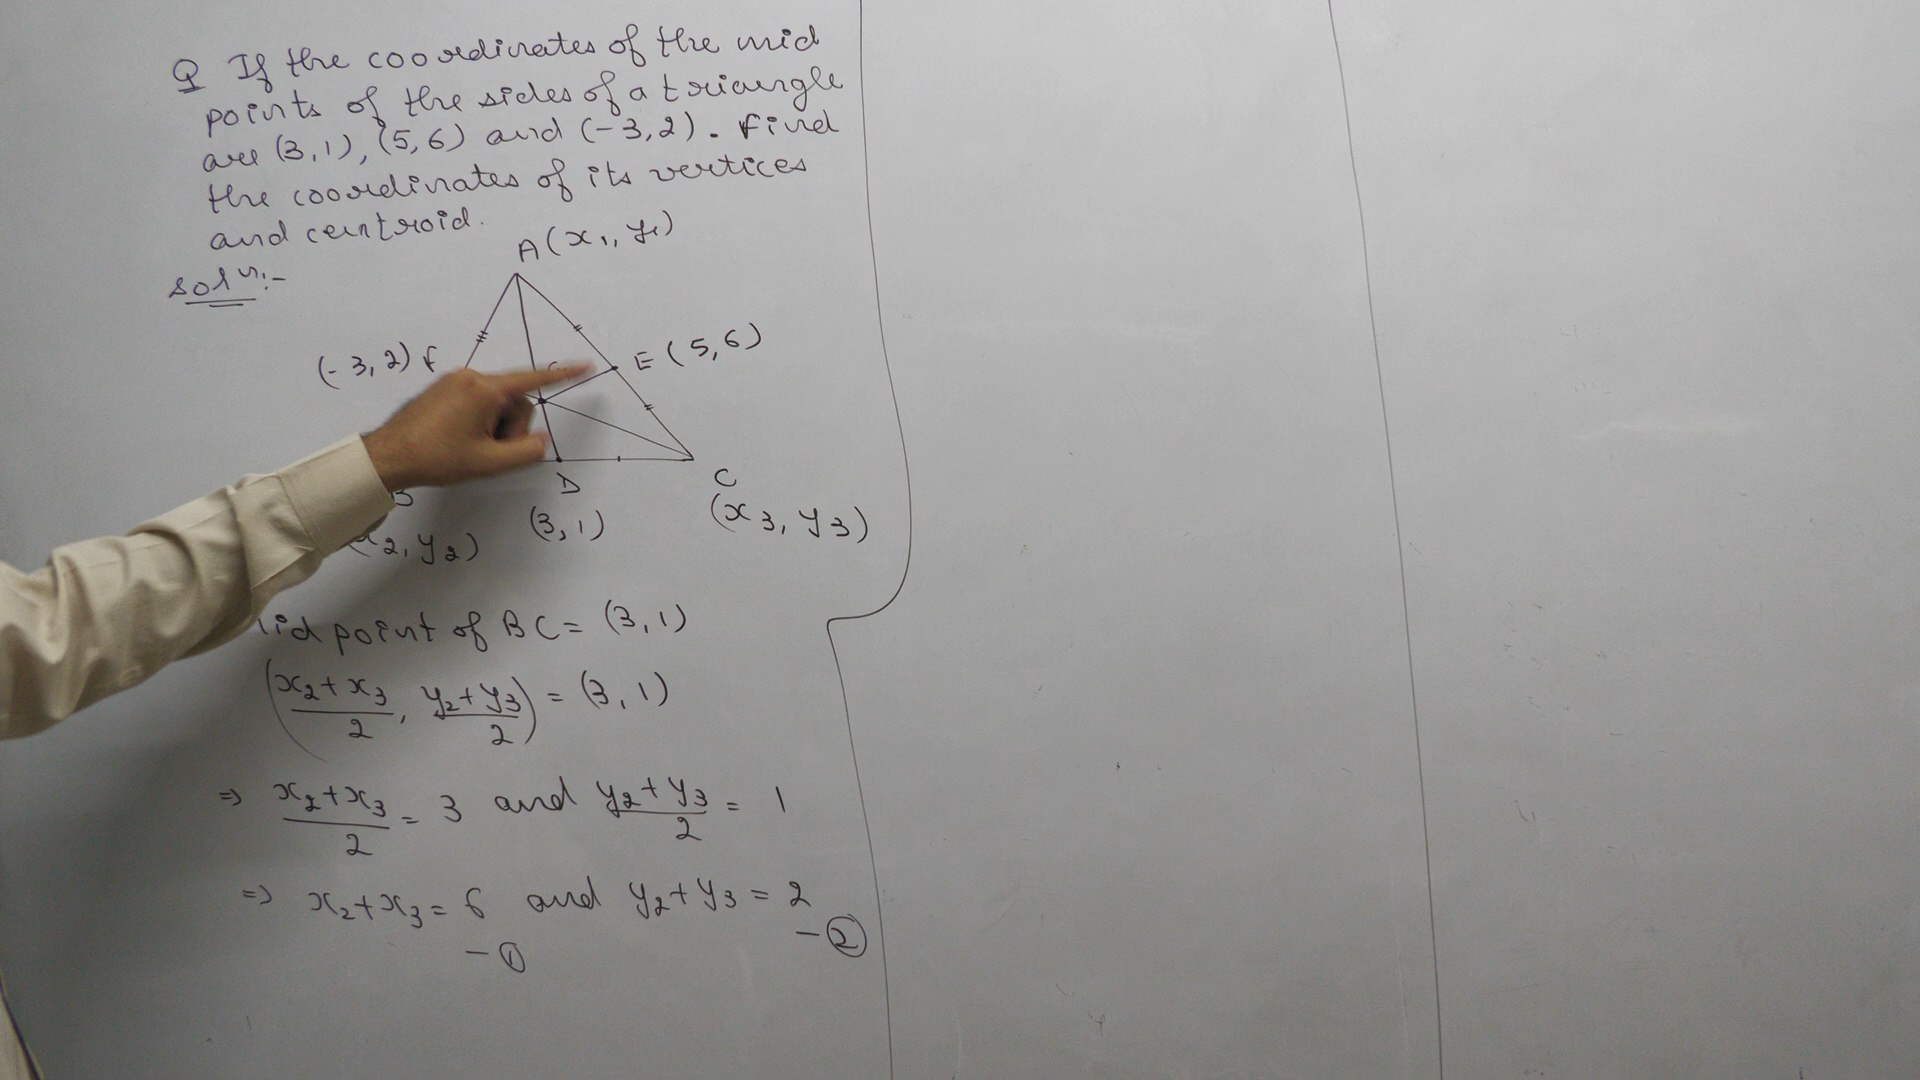 Q If the coordinates of the mid
points of the sides of a triangle
are (3,1), (5,6) and (-3,2). Find
the coordinates of its vertices
and centroid.
A(x₁, y₁)
Solⁿ:-
(-3,2) F
E (5,6)
D
C
B
(3,1)
(x₃, y₃)
(x₂, y₂)
point of BC = (3,1)
(x₂+x₃/2, y₂+y₃/2) = (3,1)
⇒ x₂+x₃/2 = 3 and y₂+y₃/2 = 1
⇒ x₂+x₃ = 6 and y₂+y₃ = 2
-① -②